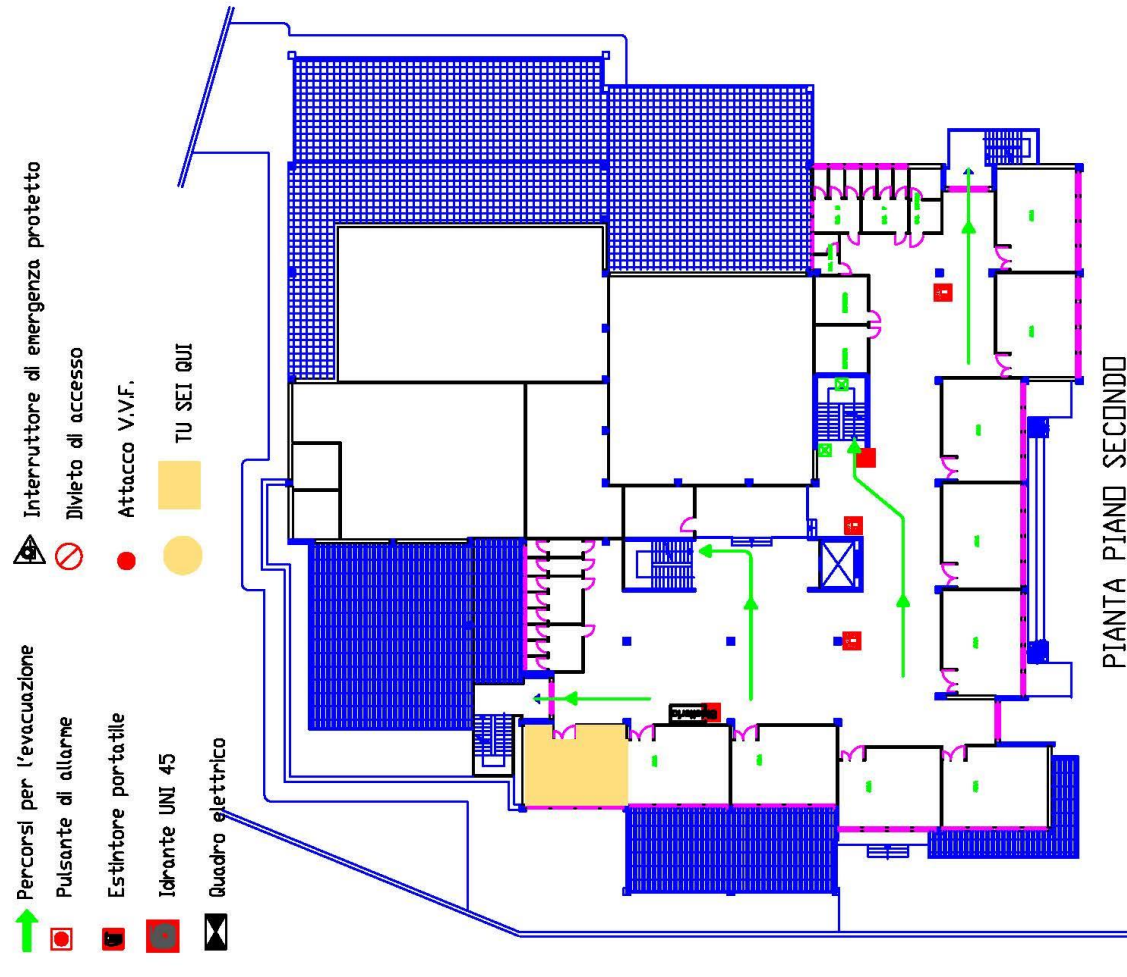 Percorsi per l'evacuazione
Pulsante di allarme
Estintore portatile
Idrante UNI 45
Quadro elettrico
Interruttore di emergenza protetto
Divieto di accesso
Attacco V.V.F.
TU SEI QUI
PIANTA PIANO SECONDO